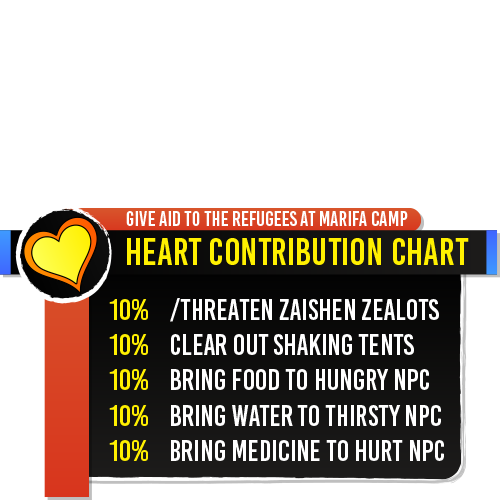 GIVE AID TO THE REFUGEES AT MARIFA CAMP
HEART CONTRIBUTION CHART
10% /THREATEN ZAISHEN ZEALOTS
10% CLEAR OUT SHAKING TENTS
10% BRING FOOD TO HUNGRY NPC
10% BRING WATER TO THIRSTY NPC
10% BRING MEDICINE TO HURT NPC